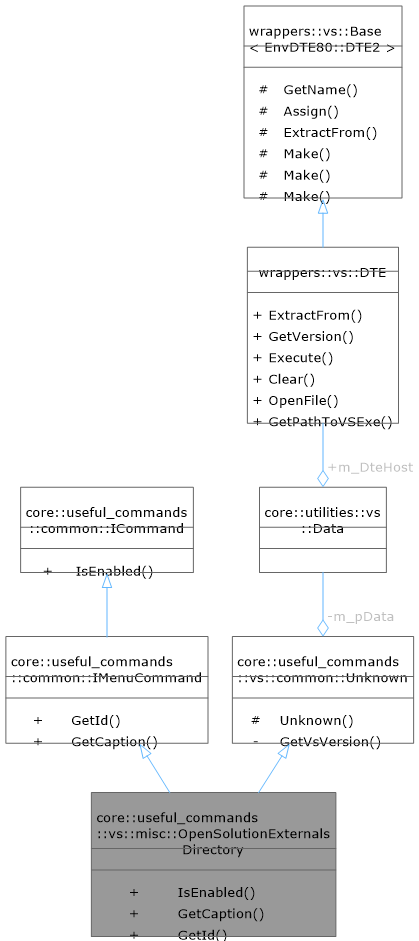 wrappers::vs::Base
< EnvDTE80::DTE2 >
# GetName()
# Assign()
# ExtractFrom()
# Make()
# Make()
# Make()
wrappers::vs::DTE
+ ExtractFrom()
+ GetVersion()
+ Execute()
+ Clear()
+ OpenFile()
+ GetPathToVSExe()
+m_DteHost
core::useful_commands
::common::ICommand
+ IsEnabled()
core::utilities::vs
::Data
-m_pData
core::useful_commands
::common::IMenuCommand
+ GetId()
+ GetCaption()
core::useful_commands
::vs::common::Unknown
# Unknown()
- GetVsVersion()
core::useful_commands
::vs::misc::OpenSolutionExternals
Directory
+ IsEnabled()
+ GetCaption()
+ GetId()